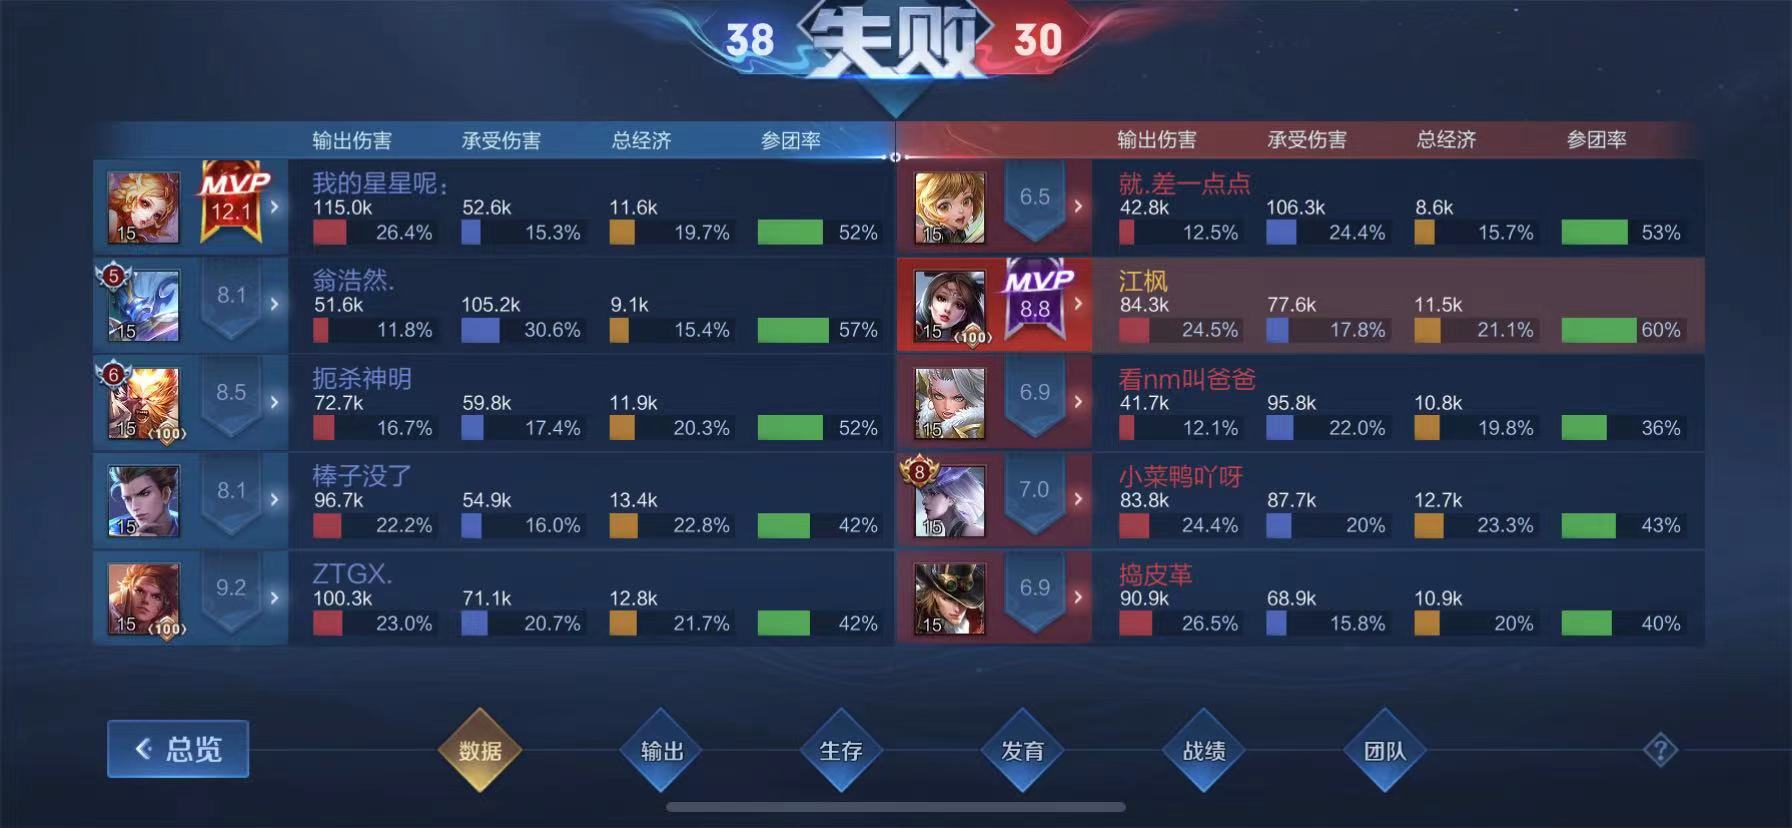 38 失败 30
输出伤害 承受伤害 总经济 参团率 输出伤害 承受伤害 总经济 参团率
15 MVP 12.1 我的星星呢: 115.0k 26.4% 52.6k 15.3% 11.6k 19.7% 52%
15 6.5 就.差一点点 42.8k 12.5% 106.3k 24.4% 8.6k 15.7% 53%
5 15 8.1 翁浩然. 51.6k 11.8% 105.2k 30.6% 9.1k 15.4% 57%
15 (100) MVP 8.8 江枫 84.3k 24.5% 77.6k 17.8% 11.5k 21.1% 60%
6 15 (100) 8.5 扼杀神明 72.7k 16.7% 59.8k 17.4% 11.9k 20.3% 52%
15 6.9 看nm叫爸爸 41.7k 12.1% 95.8k 22.0% 10.8k 19.8% 36%
15 8.1 棒子没了 96.7k 22.2% 54.9k 16.0% 13.4k 22.8% 42%
8 15 7.0 小菜鸭吖呀 83.8k 24.4% 87.7k 20% 12.7k 23.3% 43%
15 (100) 9.2 ZTGX. 100.3k 23.0% 71.1k 20.7% 12.8k 21.7% 42%
15 6.9 捣皮革 90.9k 26.5% 68.9k 15.8% 10.9k 20% 40%
总览 数据 输出 生存 发育 战绩 团队 ?